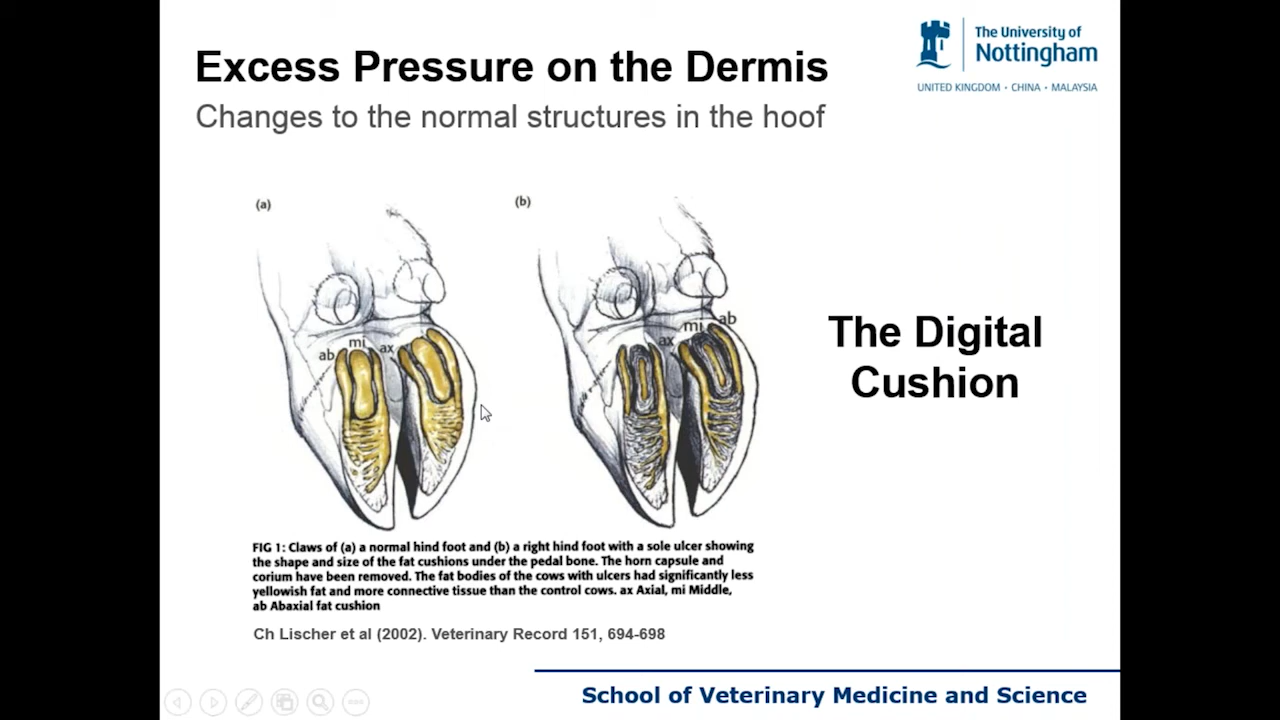 Excess Pressure on the Dermis
Changes to the normal structures in the hoof
The University of
Nottingham
UNITED KINGDOM · CHINA · MALAYSIA
(a)
(b)
ab
mi
ax
ax
mi
ab
The Digital
Cushion
FIG 1: Claws of (a) a normal hind foot and (b) a right hind foot with a sole ulcer showing
the shape and size of the fat cushions under the pedal bone. The horn capsule and
corium have been removed. The fat bodies of the cows with ulcers had significantly less
yellowish fat and more connective tissue than the control cows. ax Axial, mi Middle,
ab Abaxial fat cushion
Ch Lischer et al (2002). Veterinary Record 151, 694-698
School of Veterinary Medicine and Science